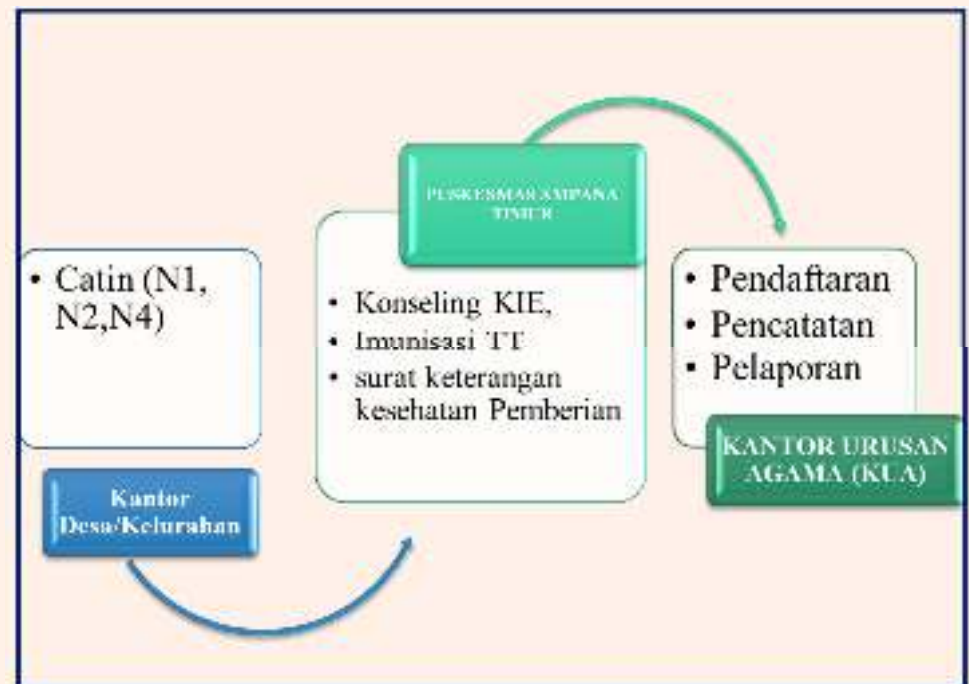 • Catin (N1,
N2,N4)
Kantor
Desa/Kelurahan
PUSKESMAS AMPANA
TIMUR
• Konseling KIE,
• Imunisasi TT
• surat keterangan
kesehatan Pemberian
• Pendaftaran
• Pencatatan
• Pelaporan
KANTOR URUSAN
AGAMA (KUA)